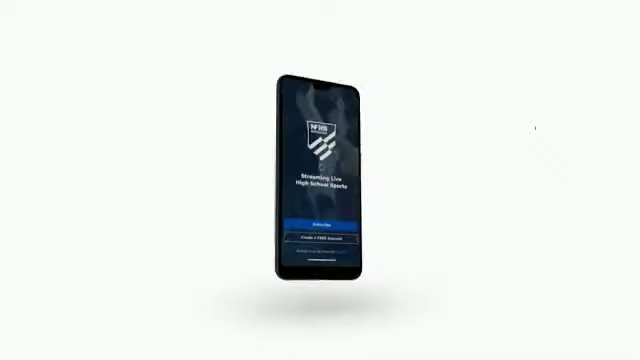 NFHS
Streaming Live
High School Sports
Subscribe
Create a FREE Account